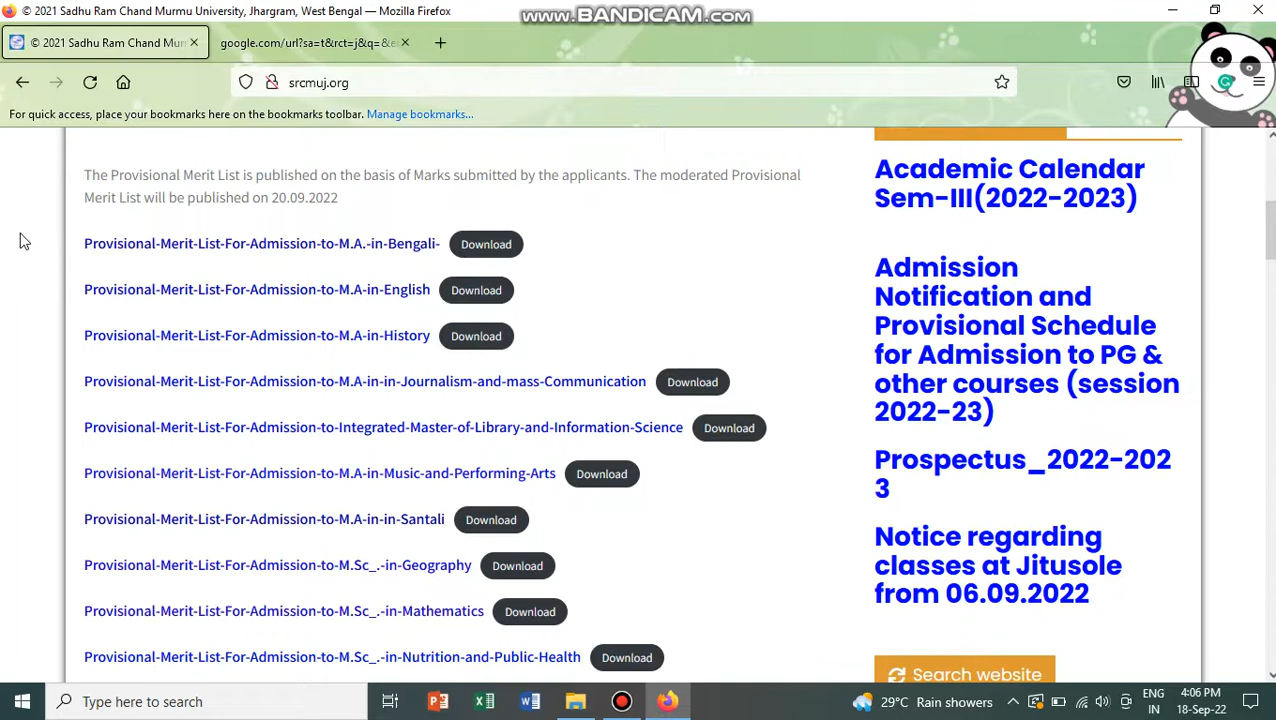 © 2021 Sadhu Ram Chand Murmu University, Jhargram, West Bengal — Mozilla Firefox
www.BANDICAM.com
© 2021 Sadhu Ram Chand Mur
google.com/url?sa=t&rct=j&q=&e
srcmuj.org
For quick access, place your bookmarks here on the bookmarks toolbar. Manage bookmarks...
The Provisional Merit List is published on the basis of Marks submitted by the applicants. The moderated Provisional
Merit List will be published on 20.09.2022
Provisional-Merit-List-For-Admission-to-M.A.-in-Bengali- Download
Provisional-Merit-List-For-Admission-to-M.A-in-English Download
Provisional-Merit-List-For-Admission-to-M.A-in-History Download
Provisional-Merit-List-For-Admission-to-M.A-in-in-Journalism-and-mass-Communication Download
Provisional-Merit-List-For-Admission-to-Integrated-Master-of-Library-and-Information-Science Download
Provisional-Merit-List-For-Admission-to-M.A-in-Music-and-Performing-Arts Download
Provisional-Merit-List-For-Admission-to-M.A-in-in-Santali Download
Provisional-Merit-List-For-Admission-to-M.Sc_.-in-Geography Download
Provisional-Merit-List-For-Admission-to-M.Sc_.-in-Mathematics Download
Provisional-Merit-List-For-Admission-to-M.Sc_.-in-Nutrition-and-Public-Health Download
Academic Calendar
Sem-III(2022-2023)
Admission
Notification and
Provisional Schedule
for Admission to PG &
other courses (session
2022-23)
Prospectus_2022-202
3
Notice regarding
classes at Jitusole
from 06.09.2022
Search website
Type here to search
29°C Rain showers
ENG
IN
4:06 PM
18-Sep-22